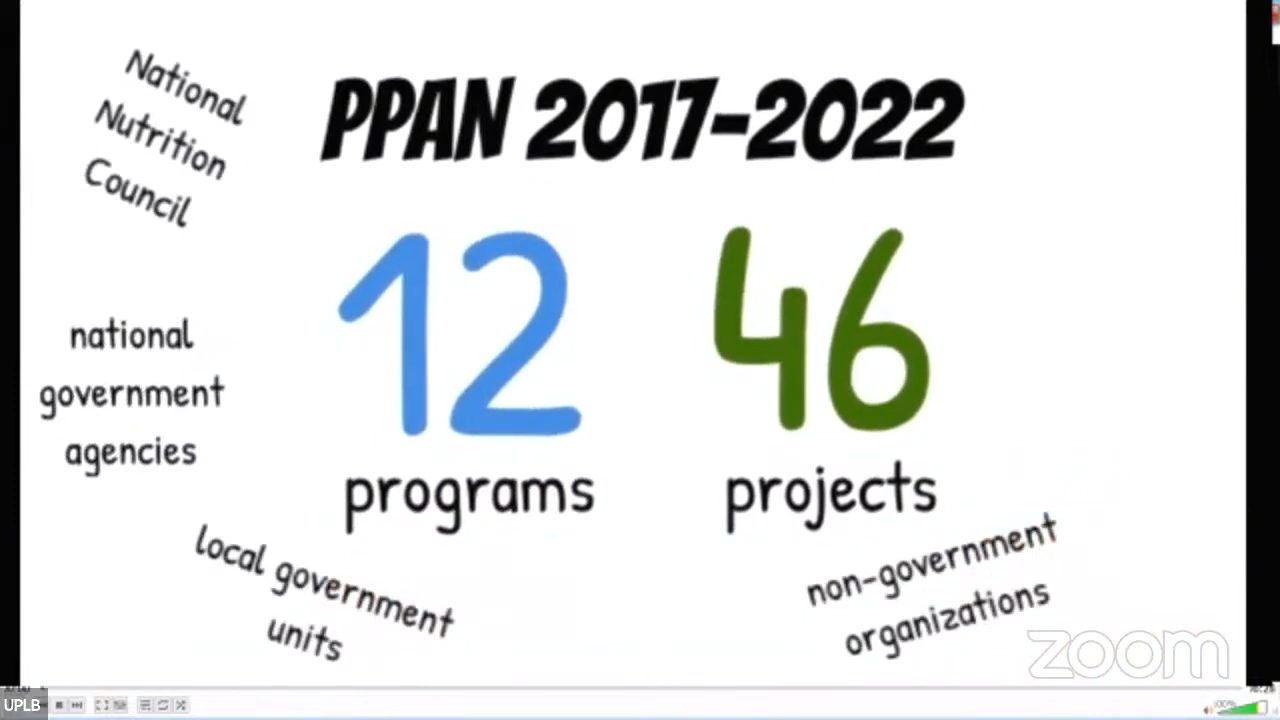 National
Nutrition
Council
PPAN 2017-2022
12 46
programs projects
national
government
agencies
local government
units
non-government
organizations
zoom
UPLB